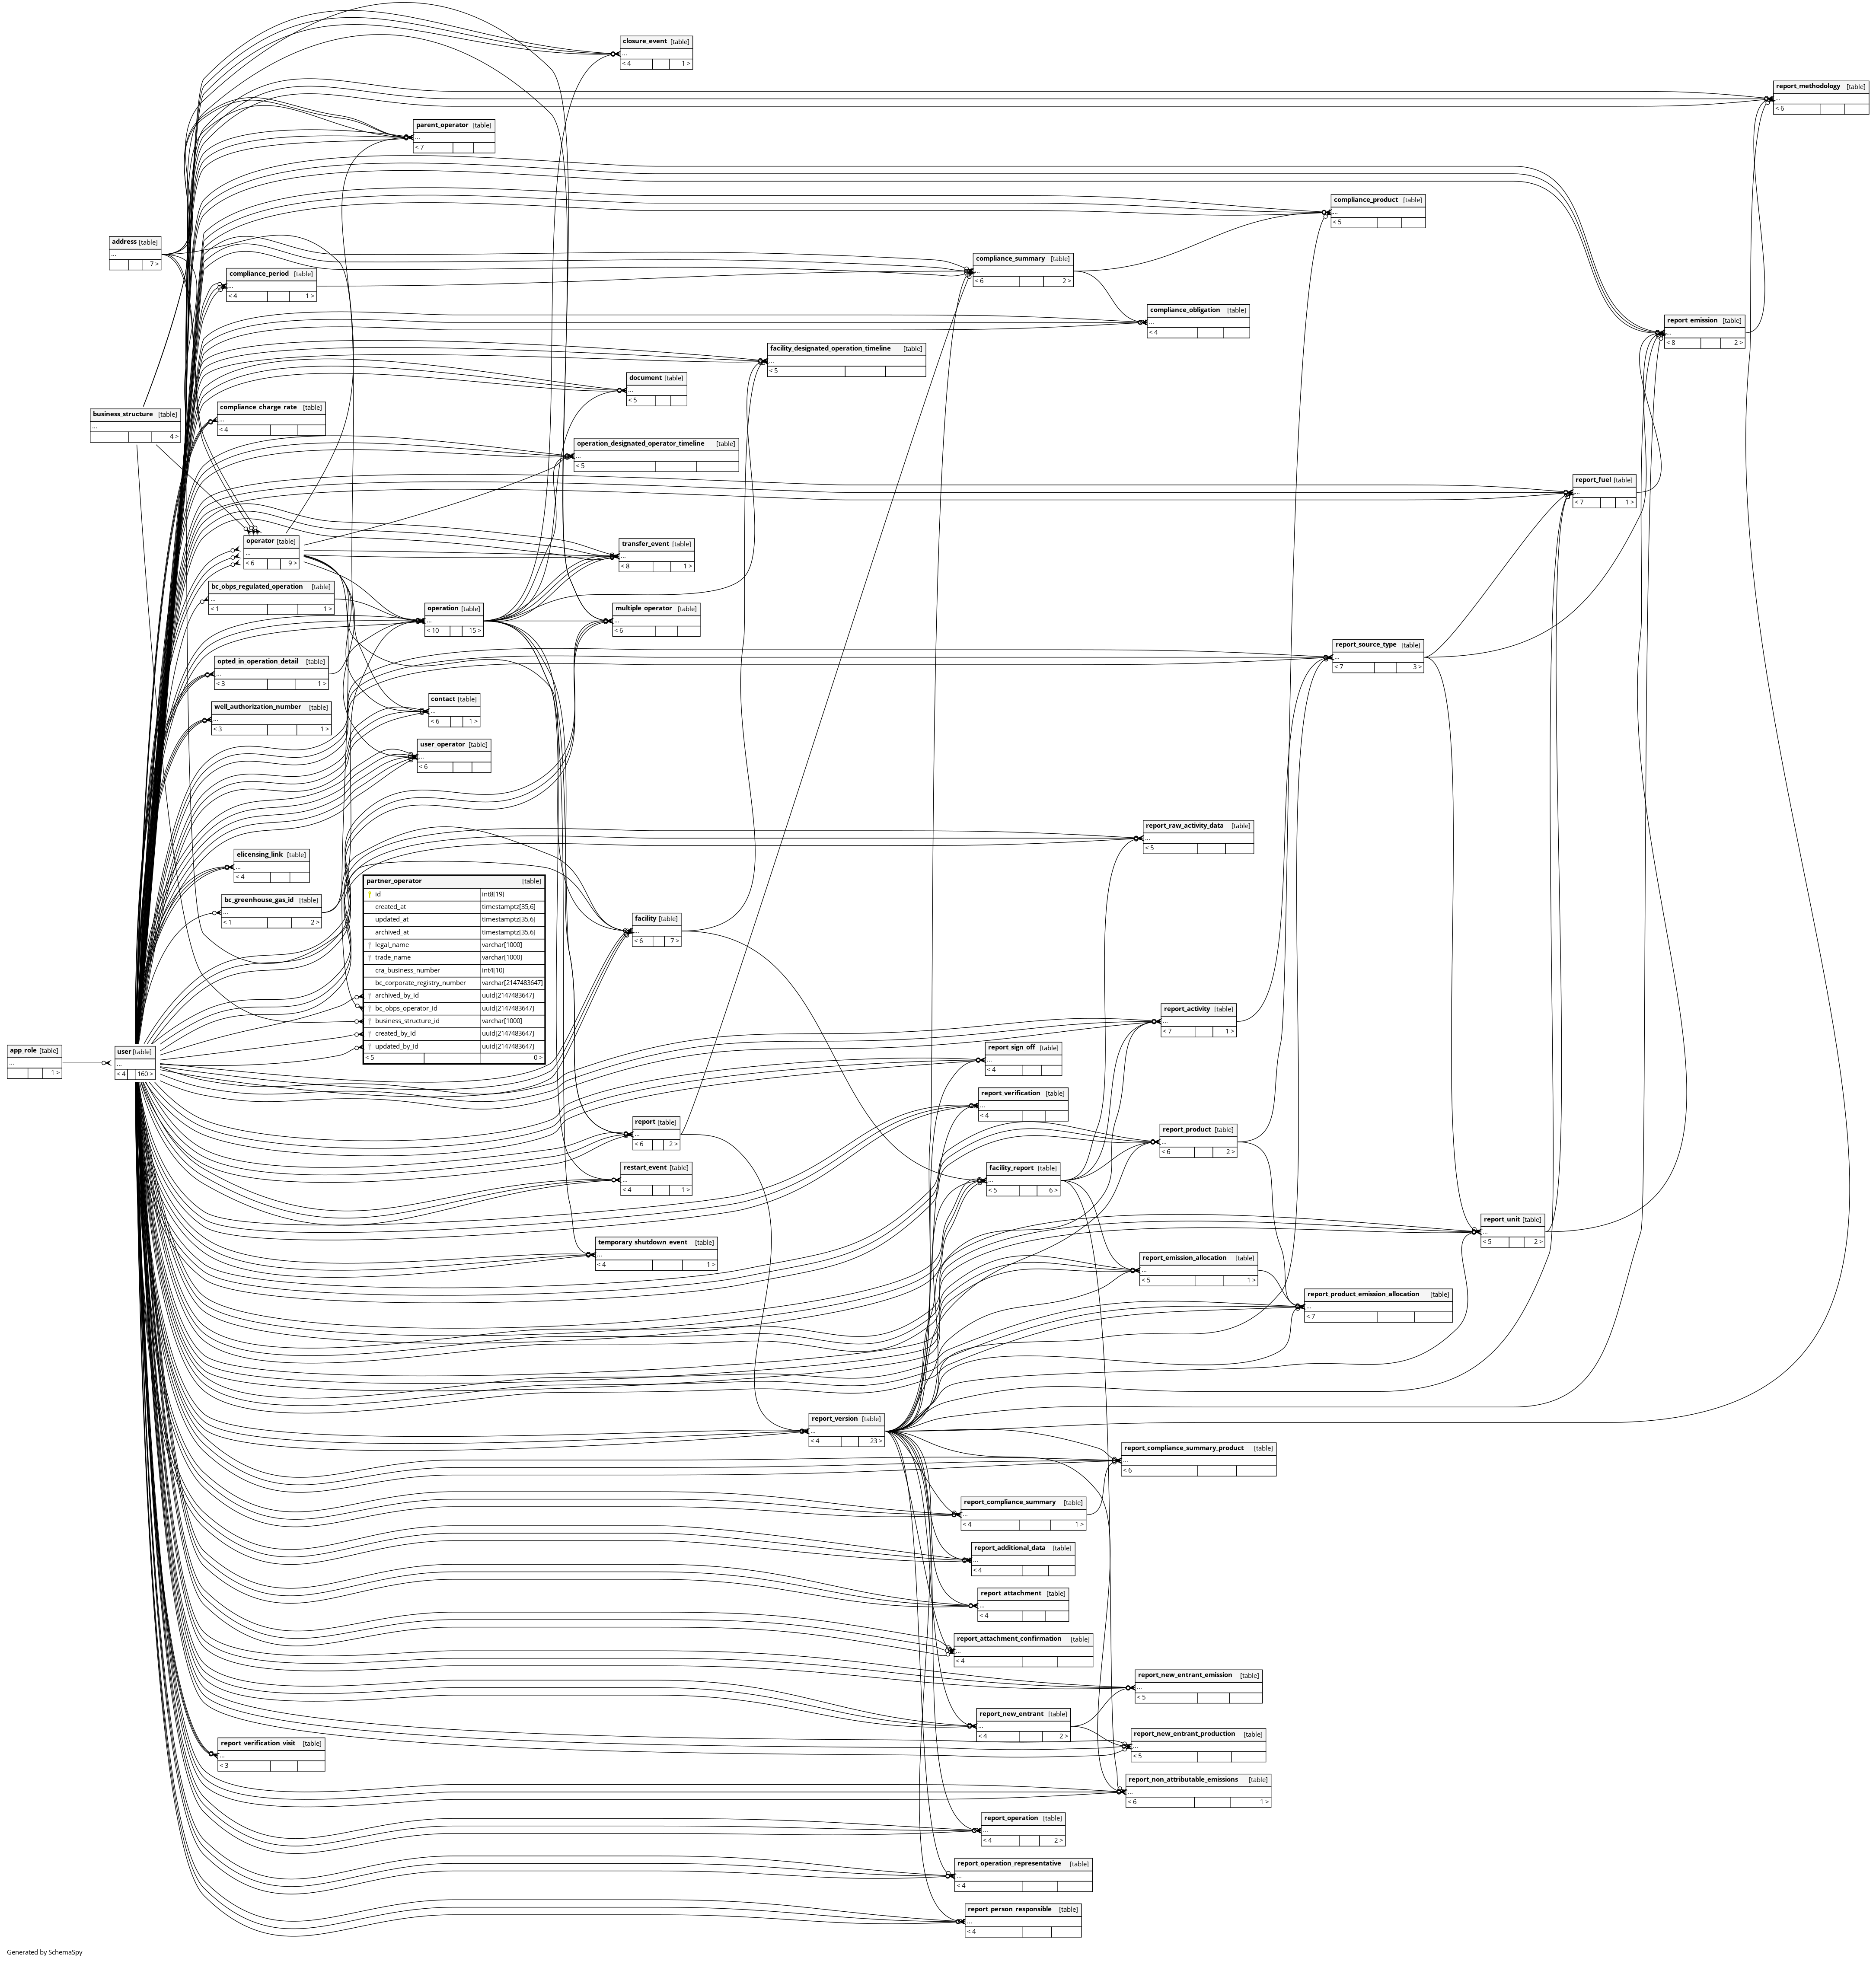 closure_event [table]
...
< 4 1 >
report_methodology [table]
...
< 6
parent_operator [table]
...
< 7
compliance_product [table]
...
< 5
address [table]
...
7 >
compliance_summary [table]
...
< 6 2 >
compliance_period [table]
...
< 4 1 >
compliance_obligation [table]
...
< 4
report_emission [table]
...
< 8 2 >
facility_designated_operation_timeline [table]
...
< 5
document [table]
...
< 5
compliance_charge_rate [table]
...
< 4
business_structure [table]
...
4 >
operation_designated_operator_timeline [table]
...
< 5
report_fuel [table]
...
< 7 1 >
operator [table]
...
< 6 9 >
transfer_event [table]
...
< 8 1 >
bc_obps_regulated_operation [table]
...
< 1 1 >
operation [table]
...
< 10 15 >
multiple_operator [table]
...
< 6
report_source_type [table]
...
< 7 3 >
opted_in_operation_detail [table]
...
< 3 1 >
contact [table]
...
< 6 1 >
well_authorization_number [table]
...
< 3 1 >
user_operator [table]
...
< 6
report_raw_activity_data [table]
...
< 5
elicensing_link [table]
...
< 4
bc_greenhouse_gas_id [table]
...
< 1 2 >
partner_operator [table]
id int8[19]
created_at timestamptz[35,6]
updated_at timestamptz[35,6]
archived_at timestamptz[35,6]
legal_name varchar[1000]
trade_name varchar[1000]
cra_business_number int4[10]
bc_corporate_registry_number varchar[2147483647]
archived_by_id uuid[2147483647]
bc_obps_operator_id uuid[2147483647]
business_structure_id varchar[1000]
created_by_id uuid[2147483647]
updated_by_id uuid[2147483647]
< 5 0 >
facility [table]
...
< 6 7 >
report_activity [table]
...
< 7 1 >
app_role [table]
...
1 >
user [table]
...
< 4 160 >
report_sign_off [table]
...
< 4
report_verification [table]
...
< 4
report [table]
...
< 6 2 >
report_product [table]
...
< 6 2 >
restart_event [table]
...
< 4 1 >
facility_report [table]
...
< 5 6 >
report_unit [table]
...
< 5 2 >
temporary_shutdown_event [table]
...
< 4 1 >
report_emission_allocation [table]
...
< 5 1 >
report_product_emission_allocation [table]
...
< 7
report_version [table]
...
< 4 23 >
report_compliance_summary_product [table]
...
< 6
report_compliance_summary [table]
...
< 4 1 >
report_additional_data [table]
...
< 4
report_attachment [table]
...
< 4
report_attachment_confirmation [table]
...
< 4
report_new_entrant_emission [table]
...
< 5
report_new_entrant [table]
...
< 4 2 >
report_new_entrant_production [table]
...
< 5
report_verification_visit [table]
...
< 3
report_non_attributable_emissions [table]
...
< 6 1 >
report_operation [table]
...
< 4 2 >
report_operation_representative [table]
...
< 4
report_person_responsible [table]
...
< 4
Generated by SchemaSpy